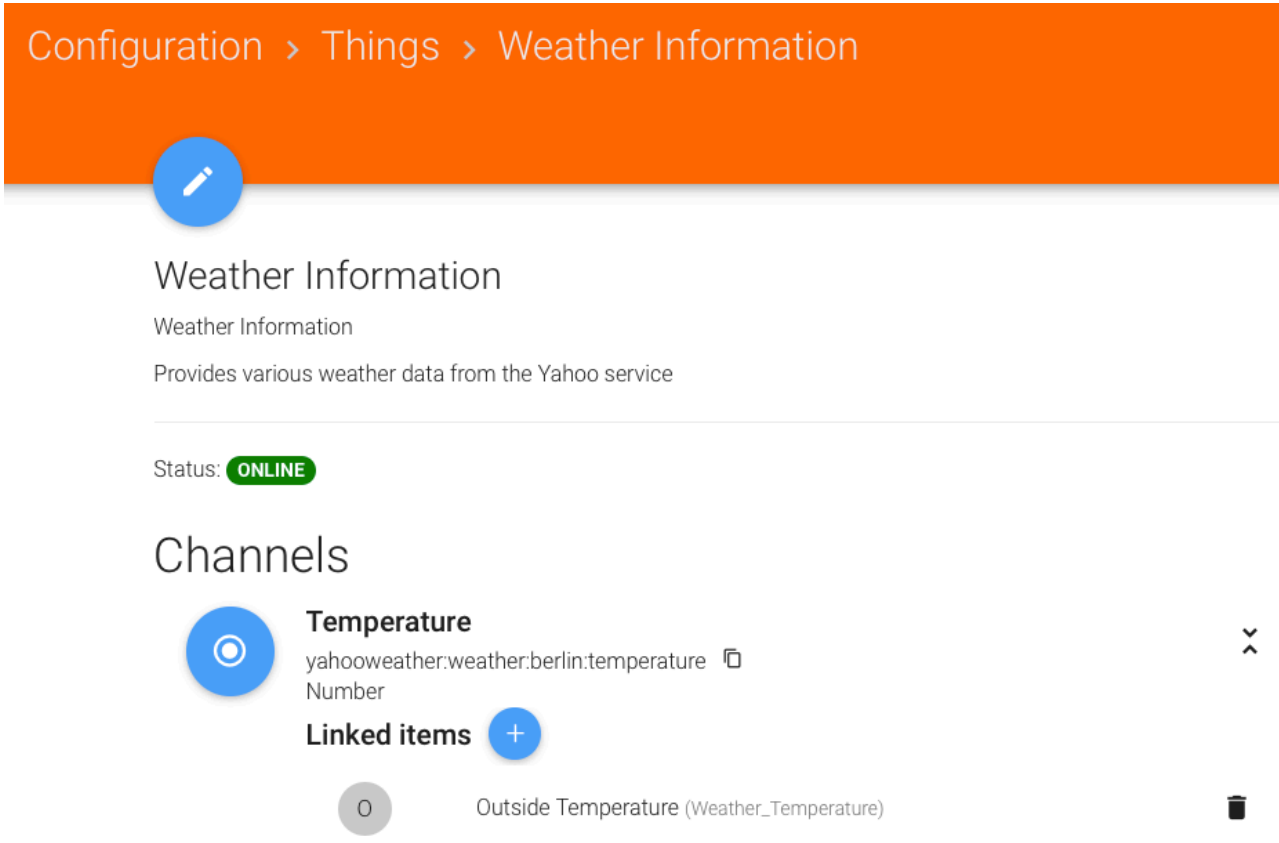 Configuration > Things > Weather Information
Weather Information
Weather Information
Provides various weather data from the Yahoo service
Status: ONLINE
Channels
Temperature
yahooweather:weather:berlin:temperature
Number
Linked items +
O Outside Temperature (Weather_Temperature)